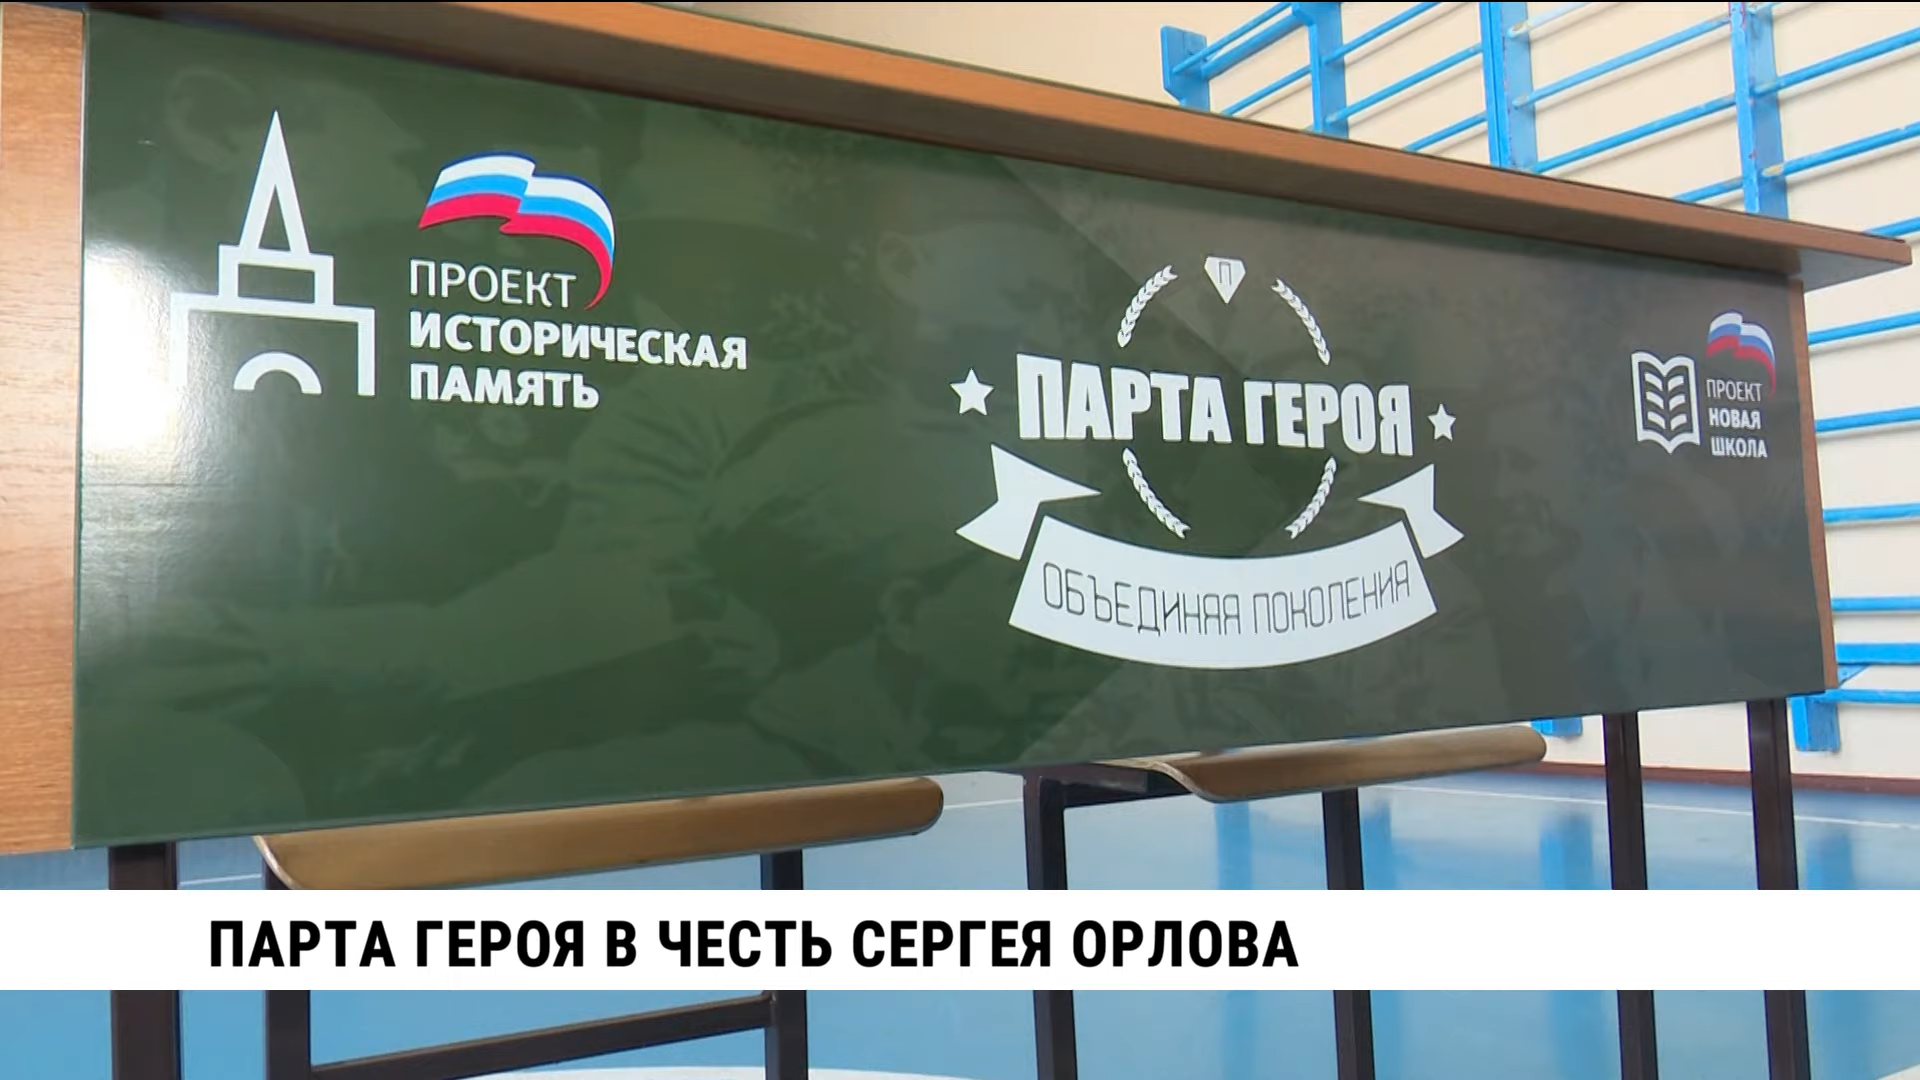 ПРОЕКТ
ИСТОРИЧЕСКАЯ
ПАМЯТЬ
П
ПАРТА ГЕРОЯ
ОБЪЕДИНЯЯ ПОКОЛЕНИЯ
ПРОЕКТ
НОВАЯ
ШКОЛА
ПАРТА ГЕРОЯ В ЧЕСТЬ СЕРГЕЯ ОРЛОВА